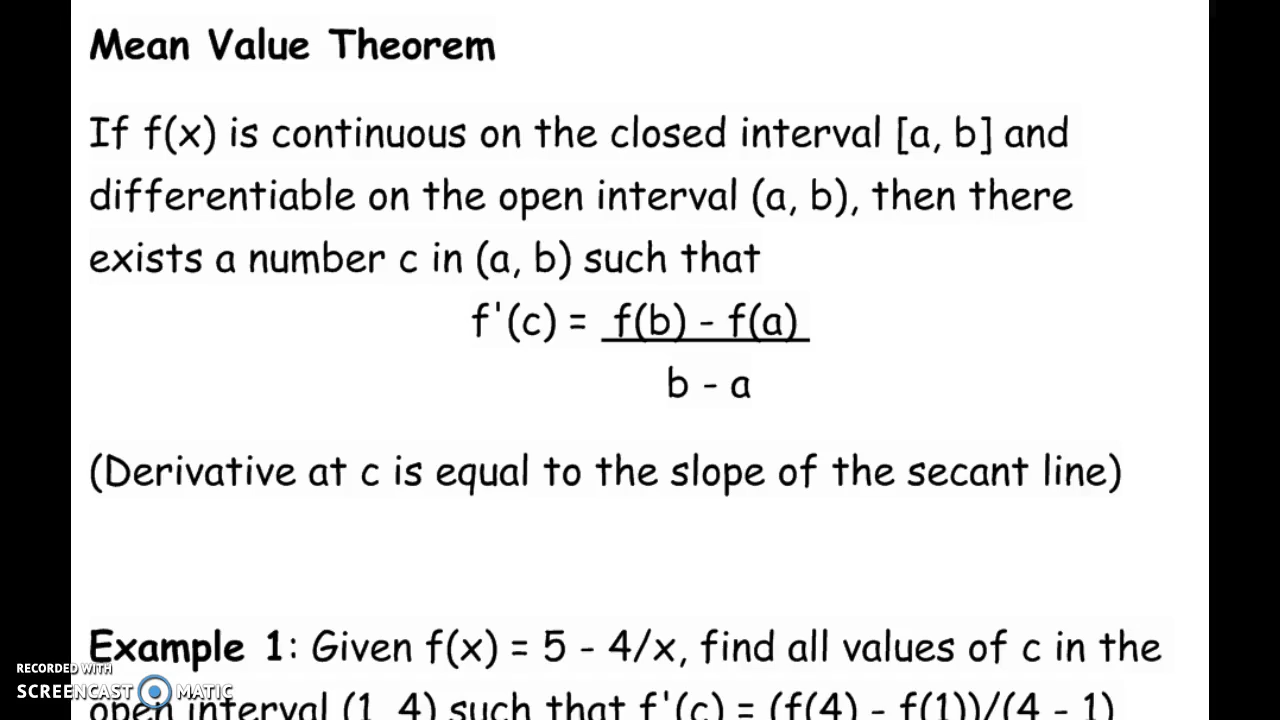 Mean Value Theorem
If f(x) is continuous on the closed interval [a, b] and
differentiable on the open interval (a, b), then there
exists a number c in (a, b) such that
f'(c) = f(b) - f(a)
b - a
(Derivative at c is equal to the slope of the secant line)
Example 1: Given f(x) = 5 - 4/x, find all values of c in the
RECORDED WITH
SCREENCAST MATIC
open interval (1, 4) such that f'(c) = (f(4) - f(1))/(4 - 1)